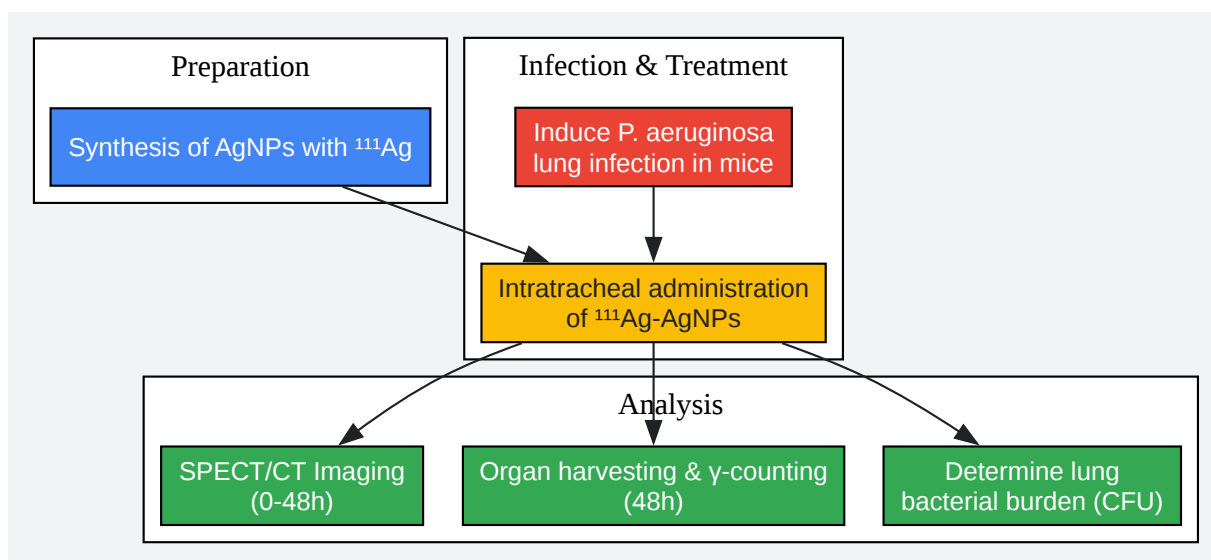 Preparation
Synthesis of AgNPs with ¹¹¹Ag
Infection & Treatment
Induce P. aeruginosa
lung infection in mice
Intratracheal administration
of ¹¹¹Ag-AgNPs
Analysis
SPECT/CT Imaging
(0-48h)
Organ harvesting & γ-counting
(48h)
Determine lung
bacterial burden (CFU)